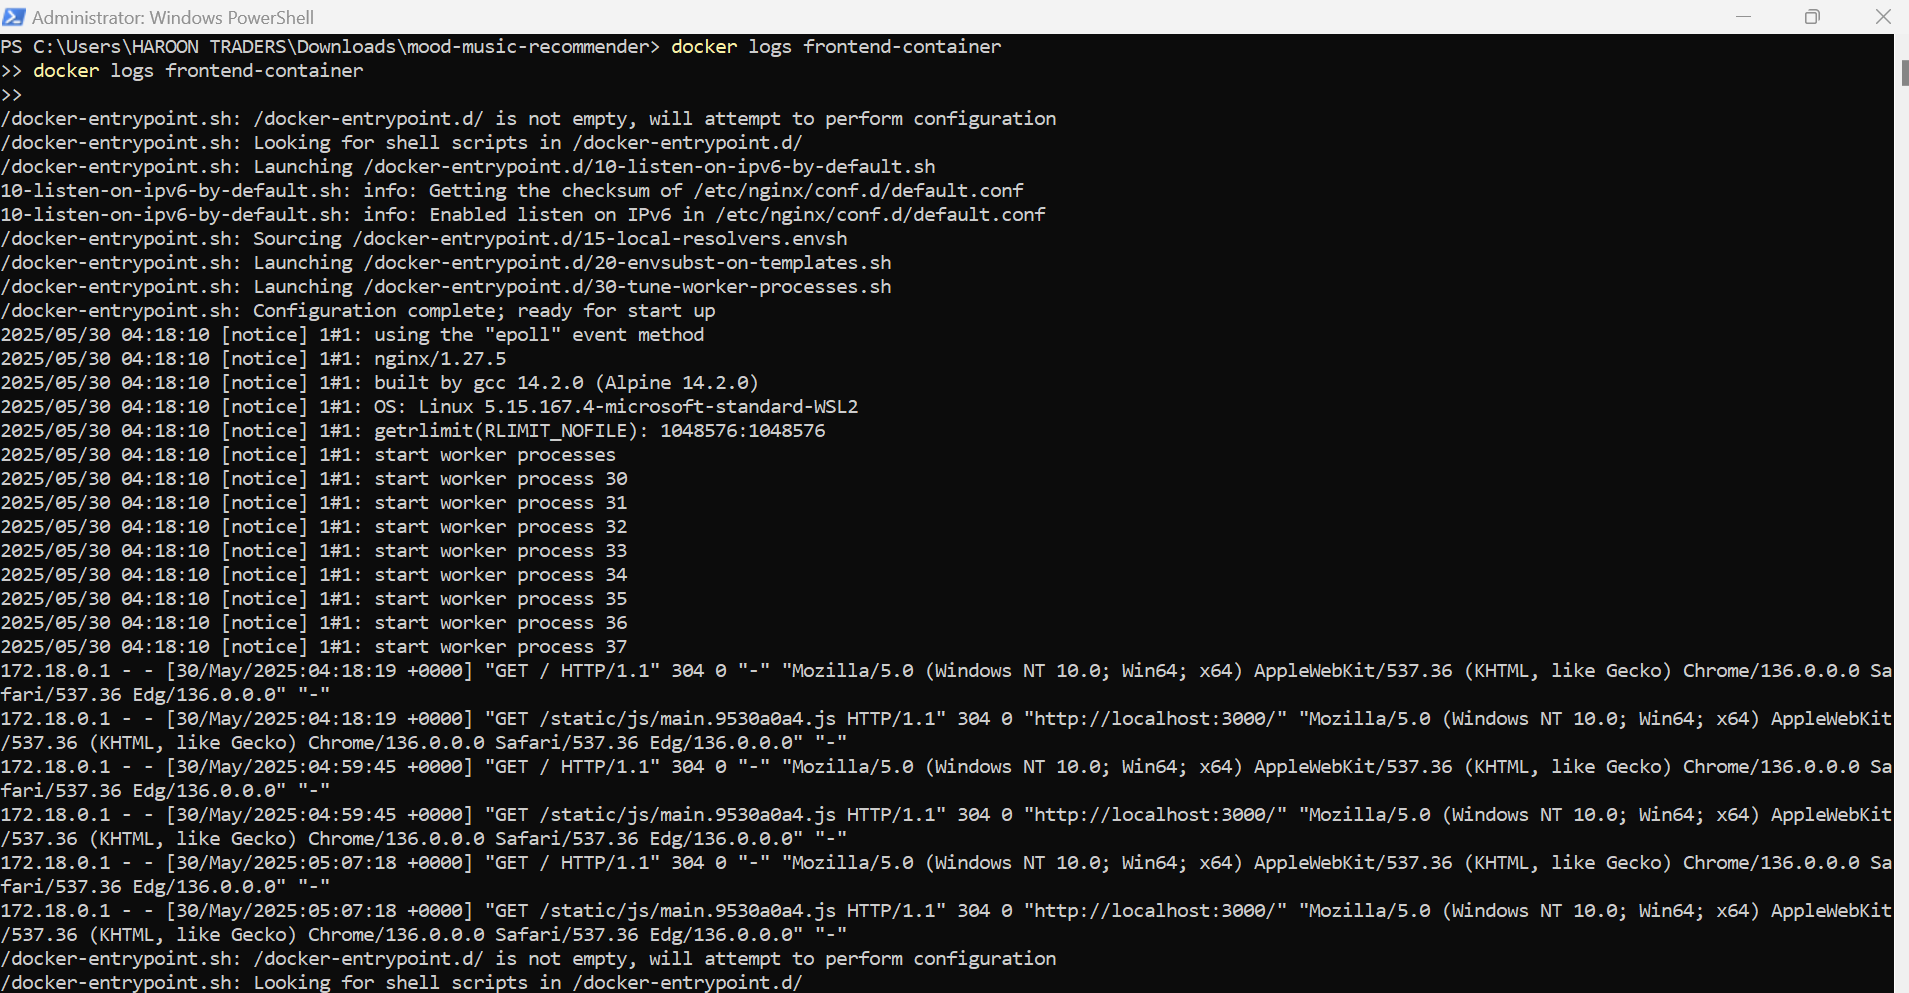 Administrator: Windows PowerShell
PS C:\Users\HAROON TRADERS\Downloads\mood-music-recommender> docker logs frontend-container
>> docker logs frontend-container
>>
/docker-entrypoint.sh: /docker-entrypoint.d/ is not empty, will attempt to perform configuration
/docker-entrypoint.sh: Looking for shell scripts in /docker-entrypoint.d/
/docker-entrypoint.sh: Launching /docker-entrypoint.d/10-listen-on-ipv6-by-default.sh
10-listen-on-ipv6-by-default.sh: info: Getting the checksum of /etc/nginx/conf.d/default.conf
10-listen-on-ipv6-by-default.sh: info: Enabled listen on IPv6 in /etc/nginx/conf.d/default.conf
/docker-entrypoint.sh: Sourcing /docker-entrypoint.d/15-local-resolvers.envsh
/docker-entrypoint.sh: Launching /docker-entrypoint.d/20-envsubst-on-templates.sh
/docker-entrypoint.sh: Launching /docker-entrypoint.d/30-tune-worker-processes.sh
/docker-entrypoint.sh: Configuration complete; ready for start up
2025/05/30 04:18:10 [notice] 1#1: using the "epoll" event method
2025/05/30 04:18:10 [notice] 1#1: nginx/1.27.5
2025/05/30 04:18:10 [notice] 1#1: built by gcc 14.2.0 (Alpine 14.2.0)
2025/05/30 04:18:10 [notice] 1#1: OS: Linux 5.15.167.4-microsoft-standard-WSL2
2025/05/30 04:18:10 [notice] 1#1: getrlimit(RLIMIT_NOFILE): 1048576:1048576
2025/05/30 04:18:10 [notice] 1#1: start worker processes
2025/05/30 04:18:10 [notice] 1#1: start worker process 30
2025/05/30 04:18:10 [notice] 1#1: start worker process 31
2025/05/30 04:18:10 [notice] 1#1: start worker process 32
2025/05/30 04:18:10 [notice] 1#1: start worker process 33
2025/05/30 04:18:10 [notice] 1#1: start worker process 34
2025/05/30 04:18:10 [notice] 1#1: start worker process 35
2025/05/30 04:18:10 [notice] 1#1: start worker process 36
2025/05/30 04:18:10 [notice] 1#1: start worker process 37
172.18.0.1 - - [30/May/2025:04:18:19 +0000] "GET / HTTP/1.1" 304 0 "-" "Mozilla/5.0 (Windows NT 10.0; Win64; x64) AppleWebKit/537.36 (KHTML, like Gecko) Chrome/136.0.0.0 Sa
fari/537.36 Edg/136.0.0.0" "-"
172.18.0.1 - - [30/May/2025:04:18:19 +0000] "GET /static/js/main.9530a0a4.js HTTP/1.1" 304 0 "http://localhost:3000/" "Mozilla/5.0 (Windows NT 10.0; Win64; x64) AppleWebKit
/537.36 (KHTML, like Gecko) Chrome/136.0.0.0 Safari/537.36 Edg/136.0.0.0" "-"
172.18.0.1 - - [30/May/2025:04:59:45 +0000] "GET / HTTP/1.1" 304 0 "-" "Mozilla/5.0 (Windows NT 10.0; Win64; x64) AppleWebKit/537.36 (KHTML, like Gecko) Chrome/136.0.0.0 Sa
fari/537.36 Edg/136.0.0.0" "-"
172.18.0.1 - - [30/May/2025:04:59:45 +0000] "GET /static/js/main.9530a0a4.js HTTP/1.1" 304 0 "http://localhost:3000/" "Mozilla/5.0 (Windows NT 10.0; Win64; x64) AppleWebKit
/537.36 (KHTML, like Gecko) Chrome/136.0.0.0 Safari/537.36 Edg/136.0.0.0" "-"
172.18.0.1 - - [30/May/2025:05:07:18 +0000] "GET / HTTP/1.1" 304 0 "-" "Mozilla/5.0 (Windows NT 10.0; Win64; x64) AppleWebKit/537.36 (KHTML, like Gecko) Chrome/136.0.0.0 Sa
fari/537.36 Edg/136.0.0.0" "-"
172.18.0.1 - - [30/May/2025:05:07:18 +0000] "GET /static/js/main.9530a0a4.js HTTP/1.1" 304 0 "http://localhost:3000/" "Mozilla/5.0 (Windows NT 10.0; Win64; x64) AppleWebKit
/537.36 (KHTML, like Gecko) Chrome/136.0.0.0 Safari/537.36 Edg/136.0.0.0" "-"
/docker-entrypoint.sh: /docker-entrypoint.d/ is not empty, will attempt to perform configuration
/docker-entrypoint.sh: Looking for shell scripts in /docker-entrypoint.d/